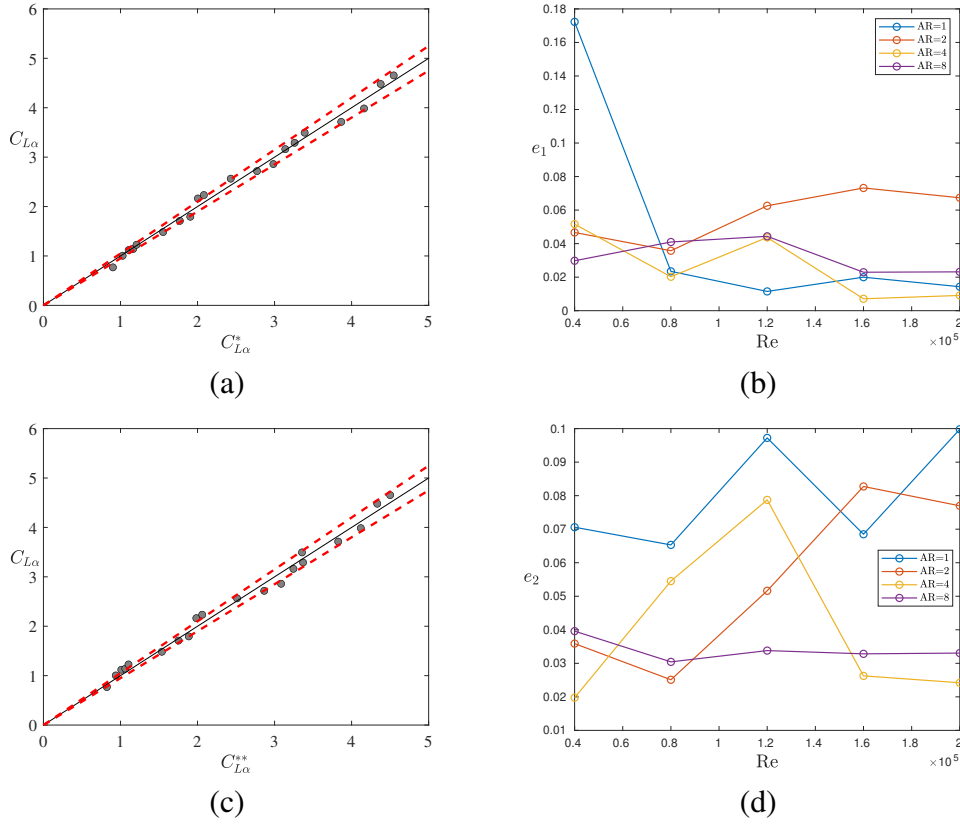 6
5
4
3
2
1
0
C_{Lα}
0 1 2 3 4 5
C^*_{Lα}
(a)
0.18
0.16
0.14
0.12
0.1
0.08
0.06
0.04
0.02
0
e_1
AR=1
AR=2
AR=4
AR=8
0.4 0.6 0.8 1 1.2 1.4 1.6 1.8 2
Re
×10^5
(b)
6
5
4
3
2
1
0
C_{Lα}
0 1 2 3 4 5
C^{**}_{Lα}
(c)
0.1
0.09
0.08
0.07
0.06
0.05
0.04
0.03
0.02
0.01
e_2
AR=1
AR=2
AR=4
AR=8
0.4 0.6 0.8 1 1.2 1.4 1.6 1.8 2
Re
×10^5
(d)